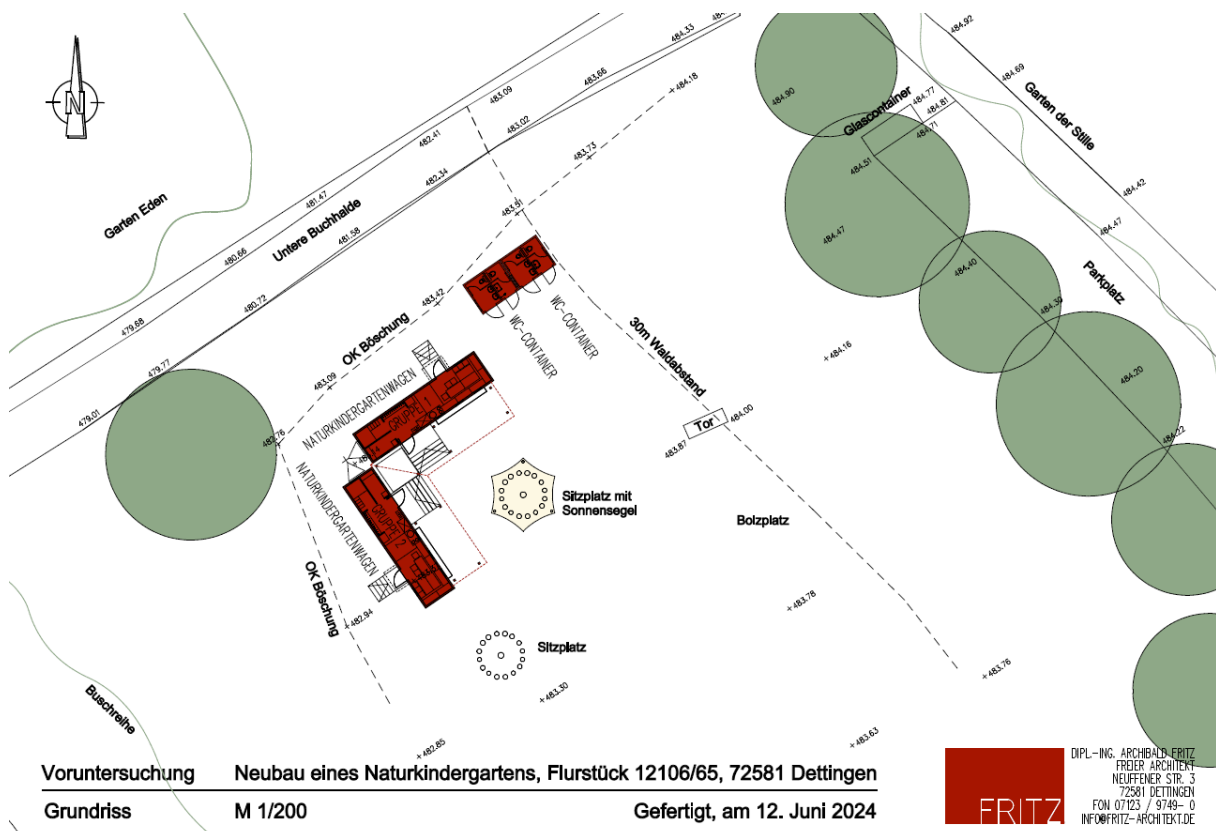 N
Garten Eden
Untere Buchhalde
479.01
479.77
479.68
480.72
480.66
481.58
481.47
482.34
482.41
483.02
483.09
483.66
484.33
484.18
483.73
483.51
483.42
483.09
482.76
OK Böschung
WC-CONTAINER
WC-CONTAINER
NATURKINDERGARTENWAGEN
GRUPPE 1
NATURKINDERGARTENWAGEN
GRUPPE 2
OK Böschung
482.94
30m Waldabstand
Tor
483.87
484.00
484.16
Sitzplatz mit
Sonnensegel
Bolzplatz
Sitzplatz
483.78
483.30
483.76
483.63
482.85
Buschreihe
484.90
Glascontainer
484.77
484.81
484.71
484.51
484.47
484.40
484.30
484.20
484.22
484.92
484.69
Garten der Stille
484.42
484.47
Parkplatz
Voruntersuchung Neubau eines Naturkindergartens, Flurstück 12106/65, 72581 Dettingen
Grundriss M 1/200 Gefertigt, am 12. Juni 2024
FRITZ
DIPL.-ING. ARCHIBALD FRITZ
FREIER ARCHITEKT
NEUFFENER STR. 3
72581 DETTINGEN
FON 07123 / 9749- 0
INFO@FRITZ-ARCHITEKT.DE